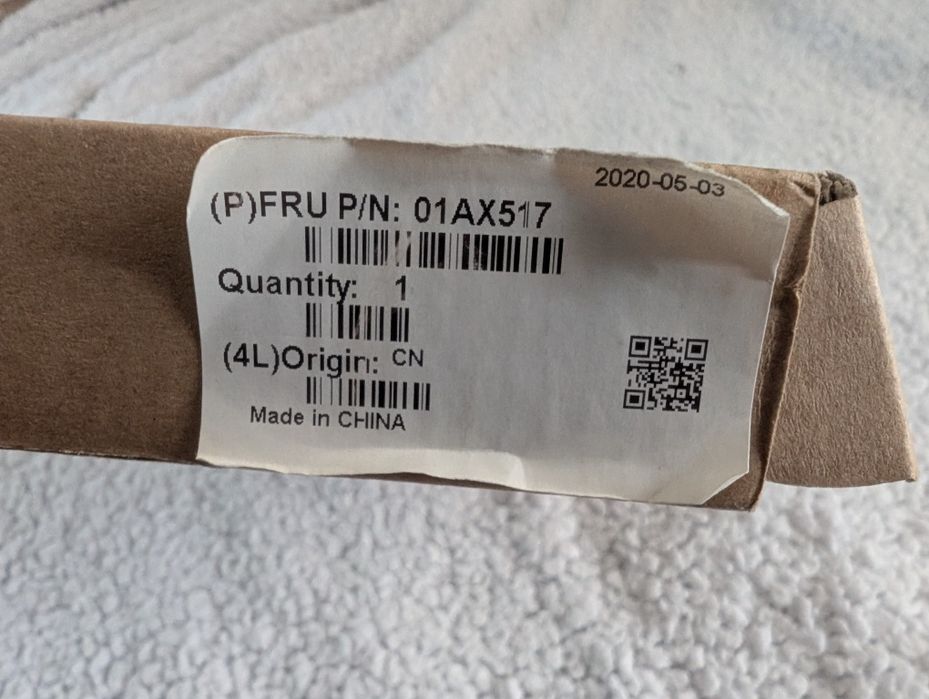 2020-05-03
(P)FRU P/N: 01AX517
Quantity: 1
(4L)Origin: CN
Made in CHINA